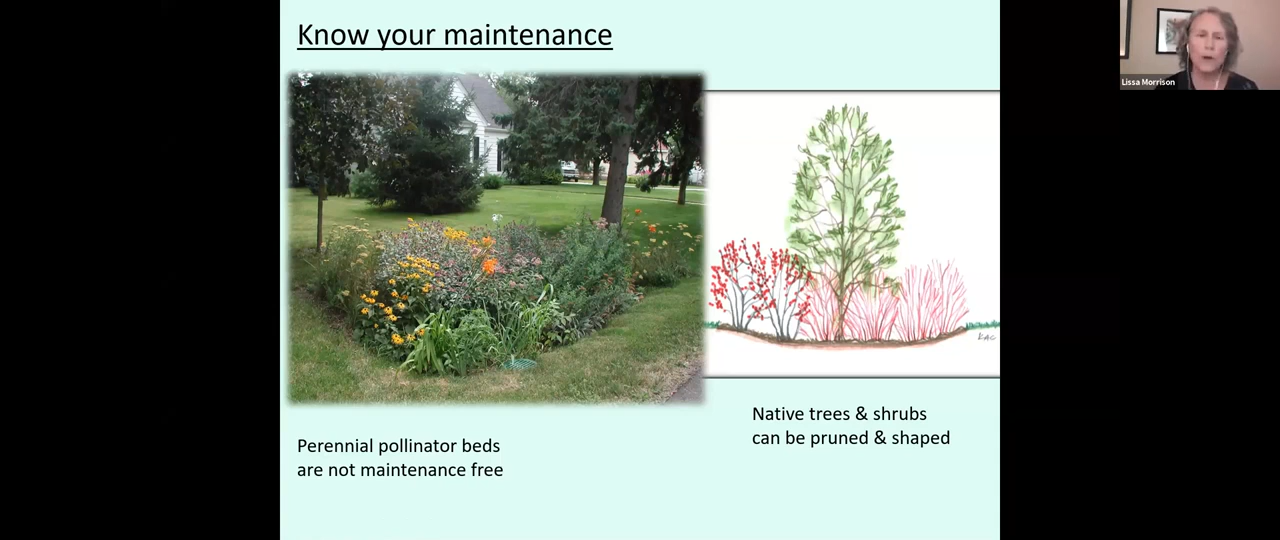 Know your maintenance
Lissa Morrison
KAC
Native trees & shrubs
can be pruned & shaped
Perennial pollinator beds
are not maintenance free